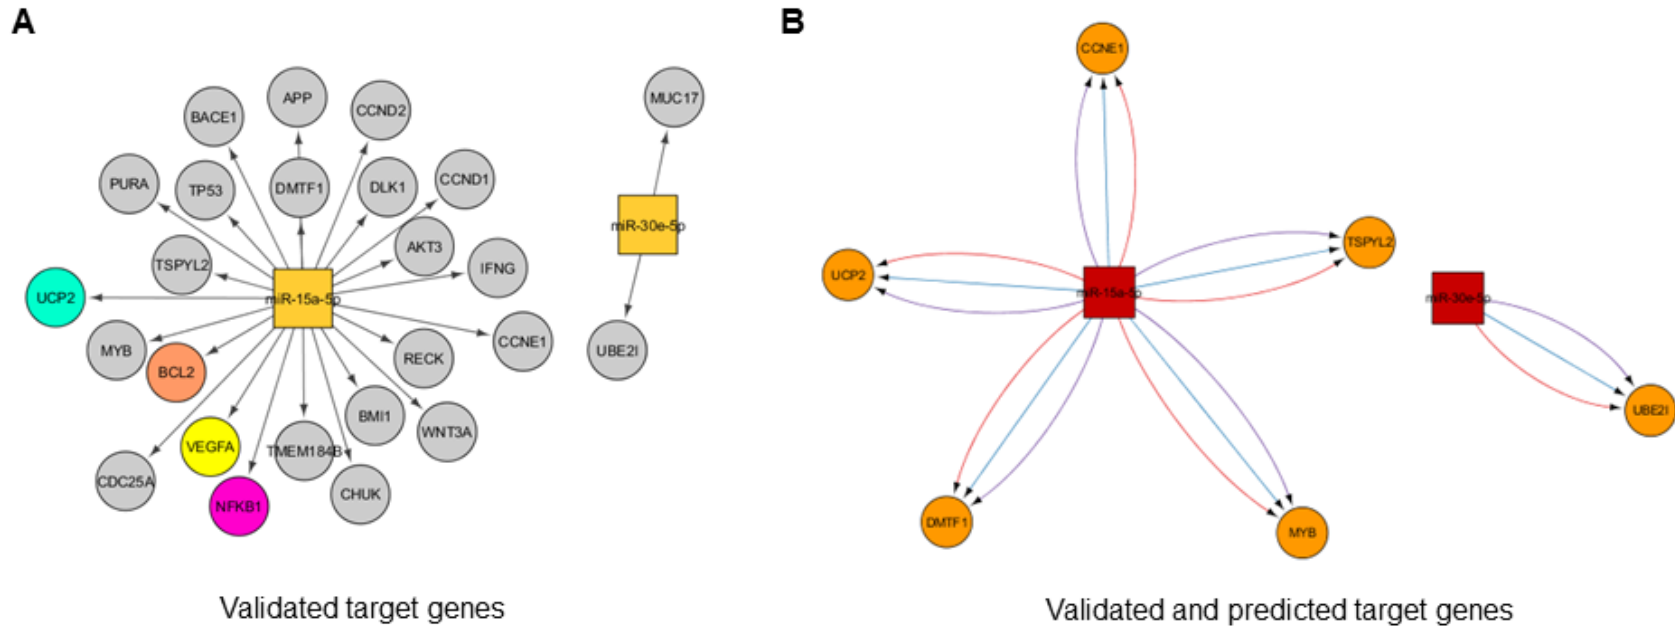 A
B
APP
BACE1
CCND2
MUC17
PURA
TP53
DMTF1
DLK1
CCND1
miR-30e-5p
TSPYL2
AKT3
IFNG
UCP2
miR-15a-5p
MYB
BCL2
RECK
CCNE1
UBE2I
VEGFA
TMEM184B
BMI1
WNT3A
CDC25A
NFKB1
CHUK
Validated target genes
CCNE1
TSPYL2
UCP2
miR-15a-5p
miR-30e-5p
UBE2I
DMTF1
MYB
Validated and predicted target genes